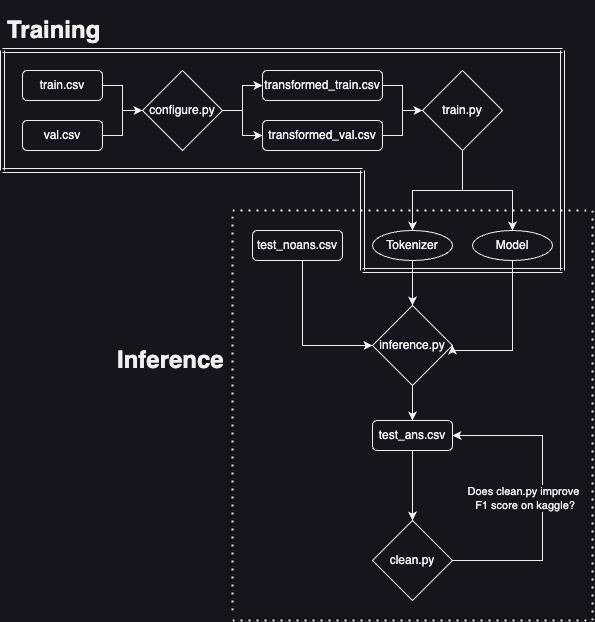 Training
train.csv
val.csv
configure.py
transformed_train.csv
transformed_val.csv
train.py
test_noans.csv
Tokenizer
Model
Inference
inference.py
test_ans.csv
Does clean.py improve
F1 score on kaggle?
clean.py